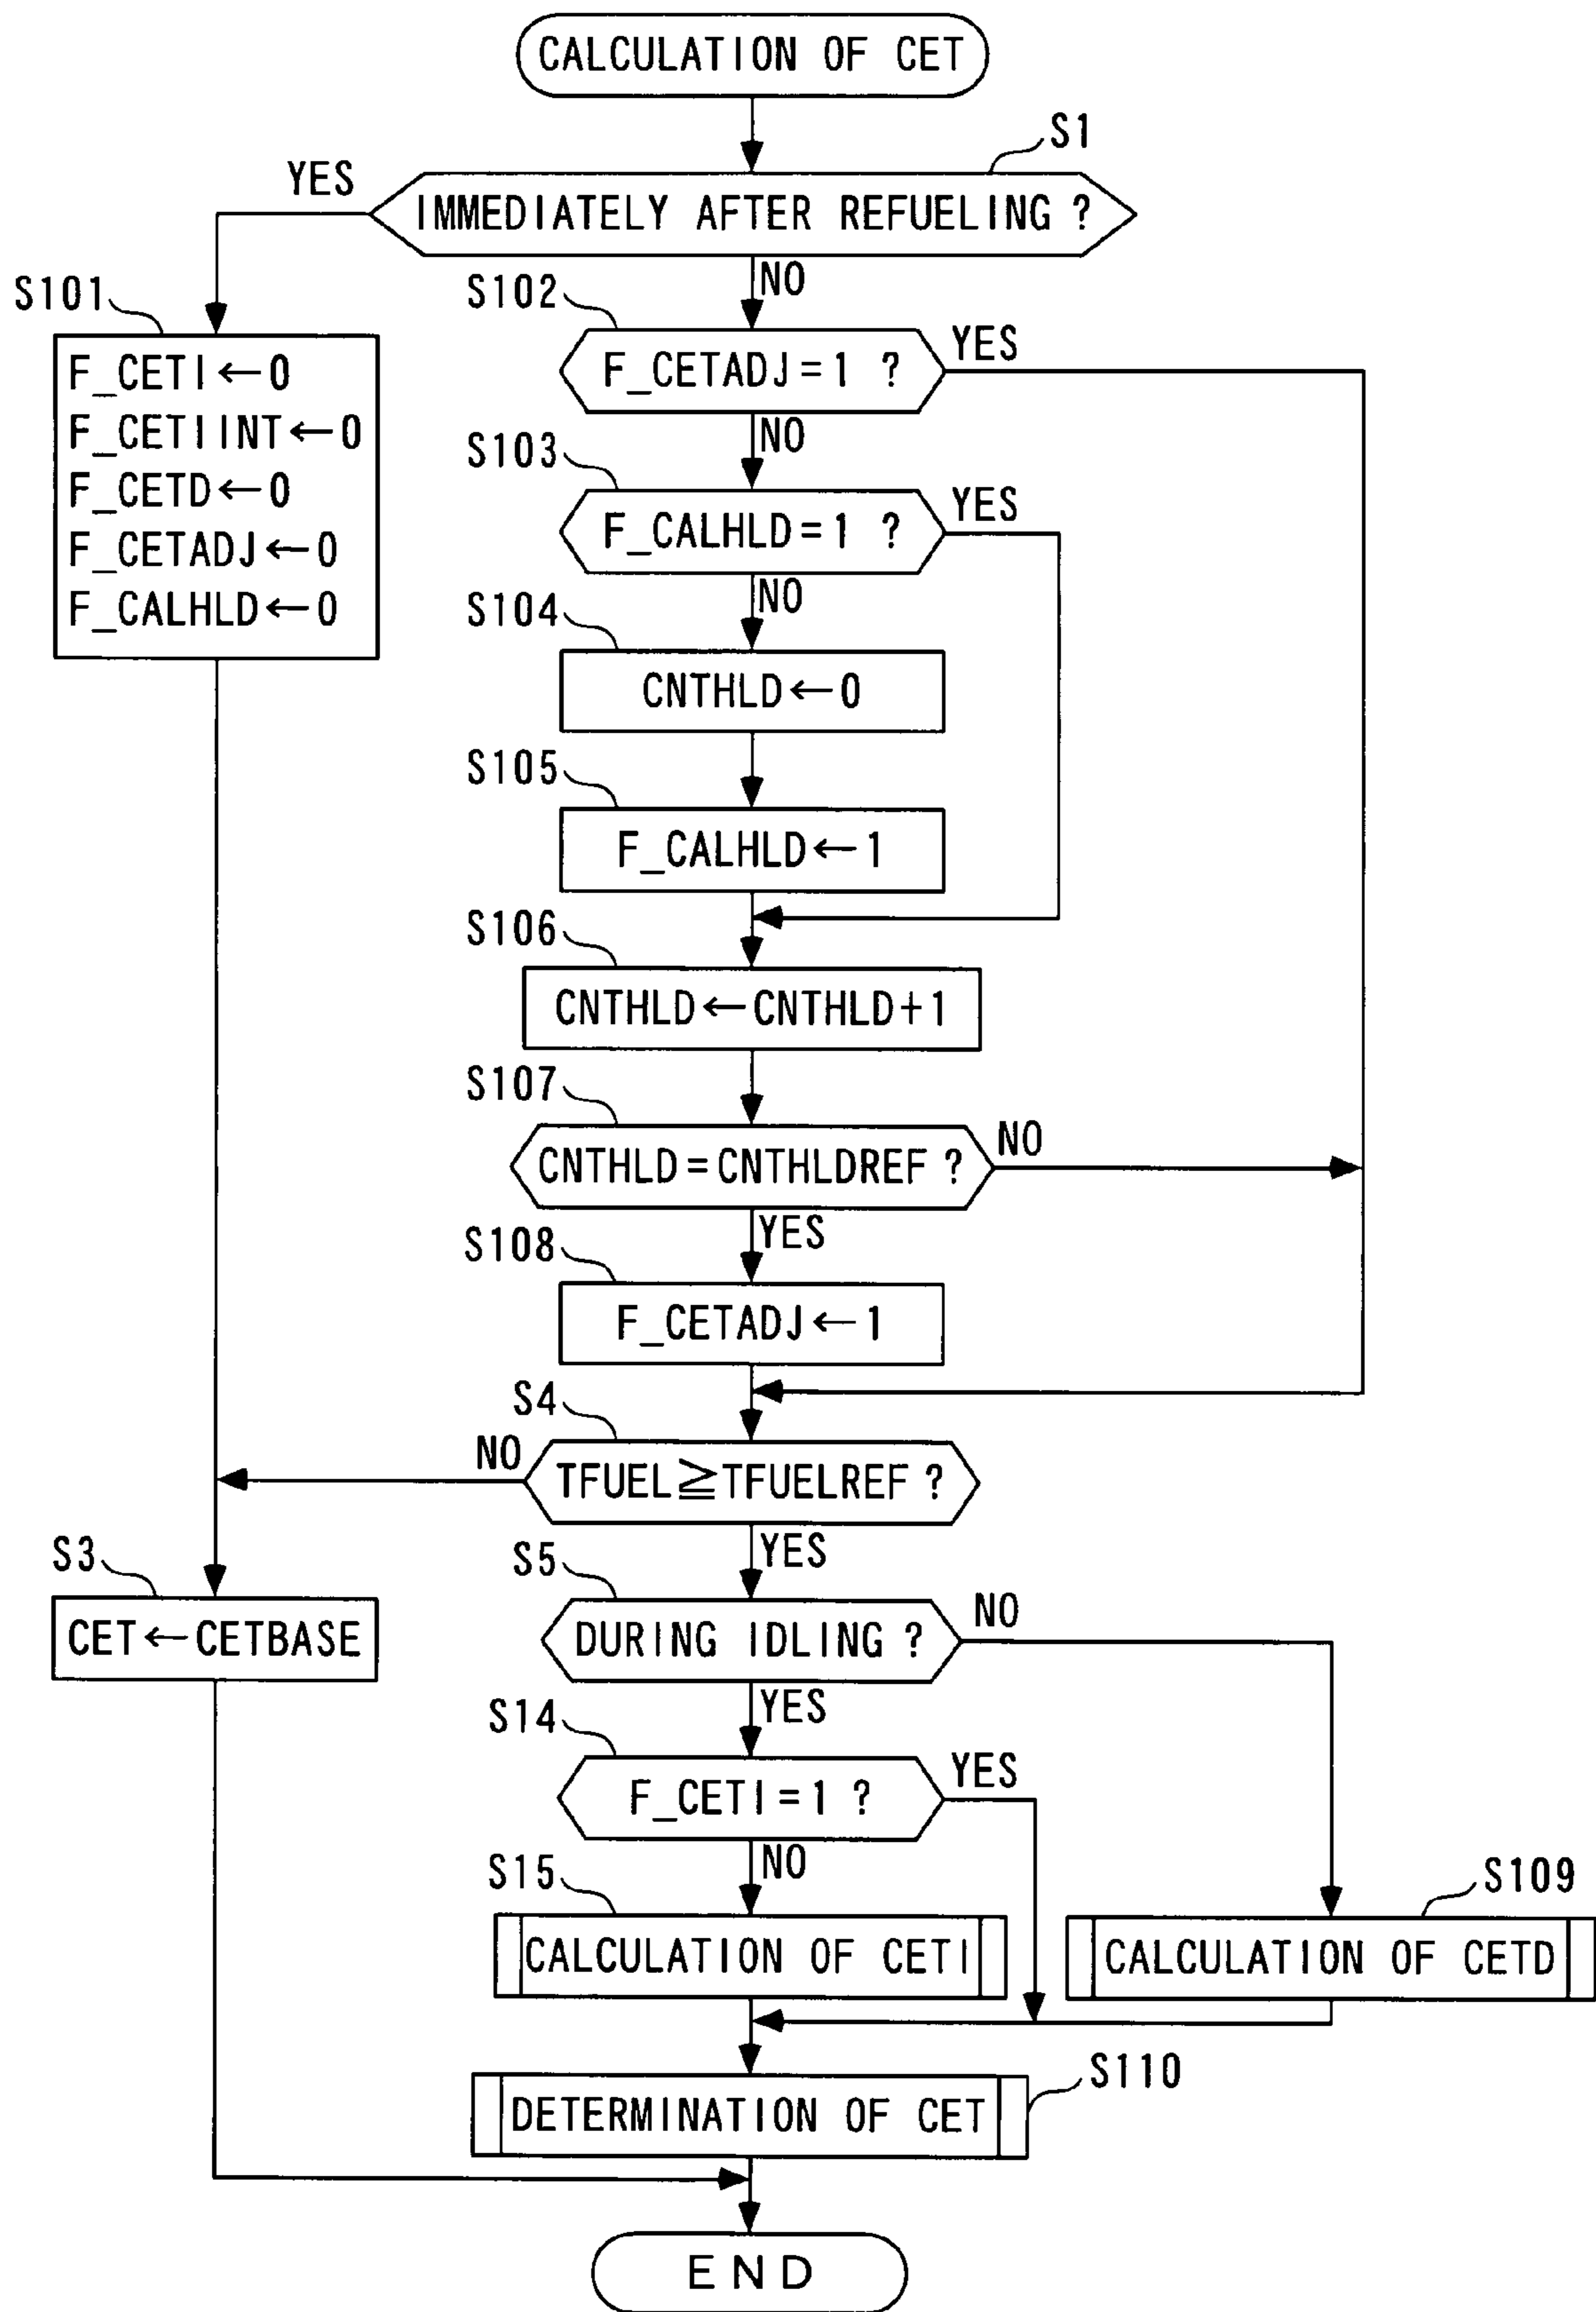 CALCULATION OF CET
S1
YES
IMMEDIATELY AFTER REFUELING ?
NO
S101
F_CETI←0
F_CETIINT←0
F_CETD←0
F_CETADJ←0
F_CALHLD←0
S102
F_CETADJ=1 ?
YES
NO
S103
F_CALHLD=1 ?
YES
NO
S104
CNTHLD←0
S105
F_CALHLD←1
S106
CNTHLD←CNTHLD+1
S107
CNTHLD=CNTHLDREF ?
NO
YES
S108
F_CETADJ←1
S4
NO
TFUEL≧TFUELREF ?
YES
S3
CET←CETBASE
S5
DURING IDLING ?
NO
YES
S14
F_CETI=1 ?
YES
NO
S15
CALCULATION OF CETI
S109
CALCULATION OF CETD
S110
DETERMINATION OF CET
END